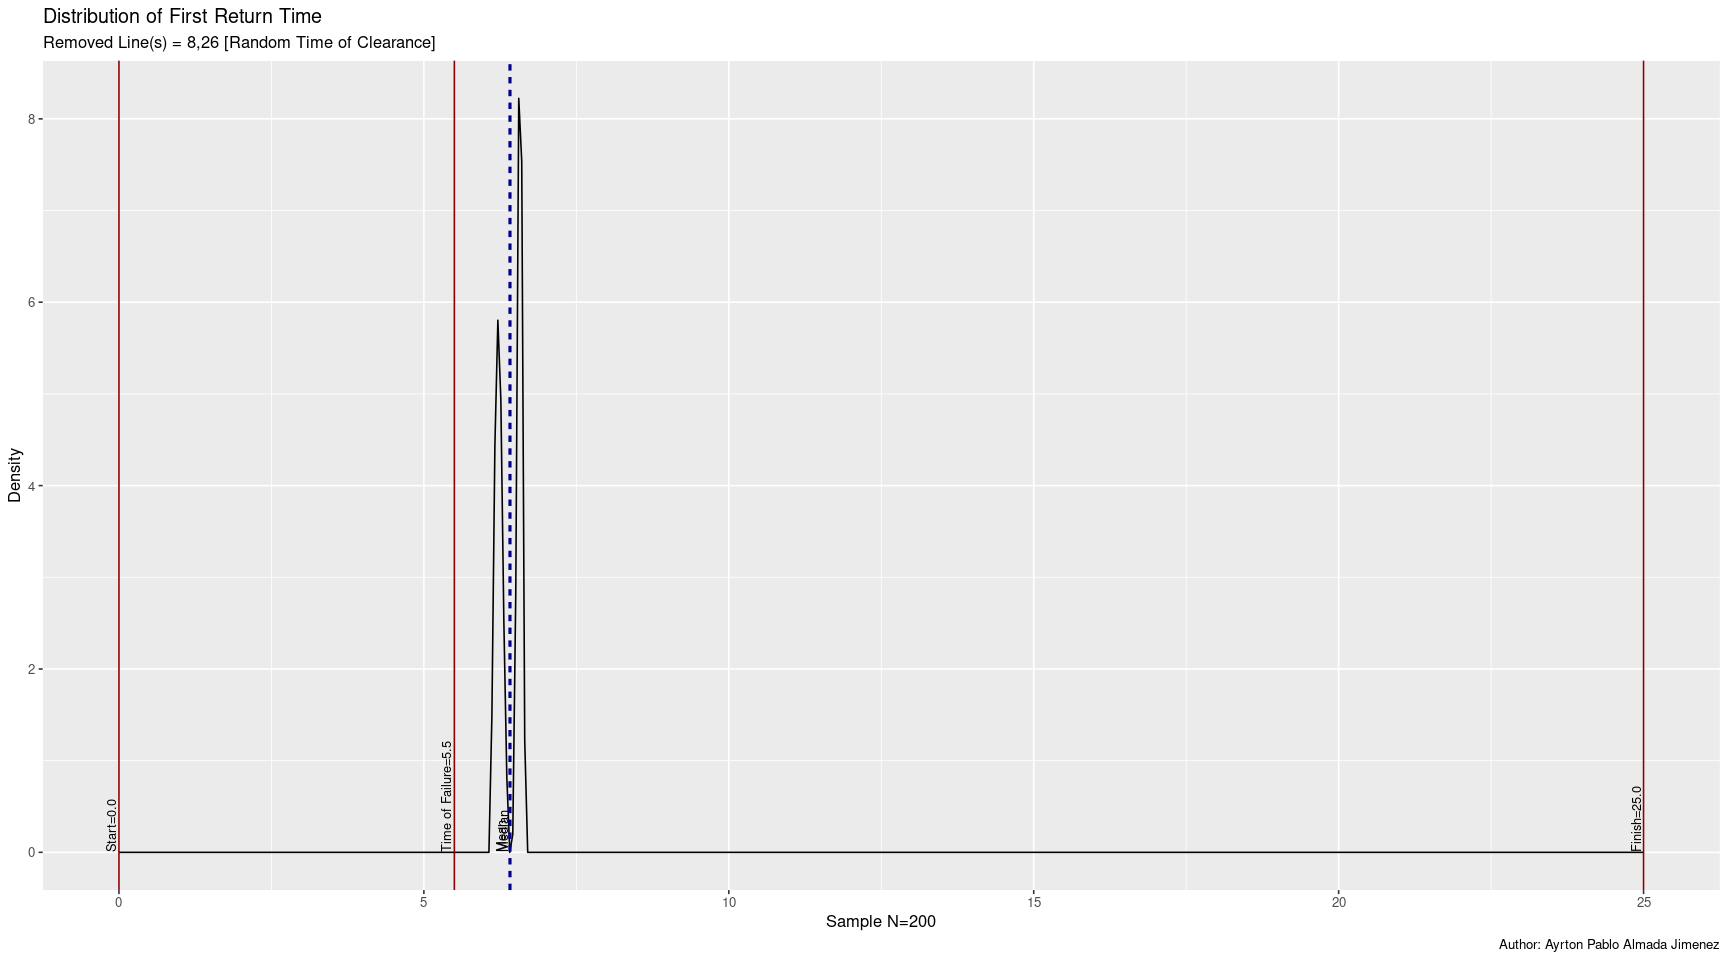 Distribution of First Return Time
Removed Line(s) = 8,26 [Random Time of Clearance]
Density
8
6
4
2
0
Start=0.0
Time of Failure=5.5
Median
Finish=25.0
0
5
10
15
20
25
Sample N=200
Author: Ayrton Pablo Almada Jimenez